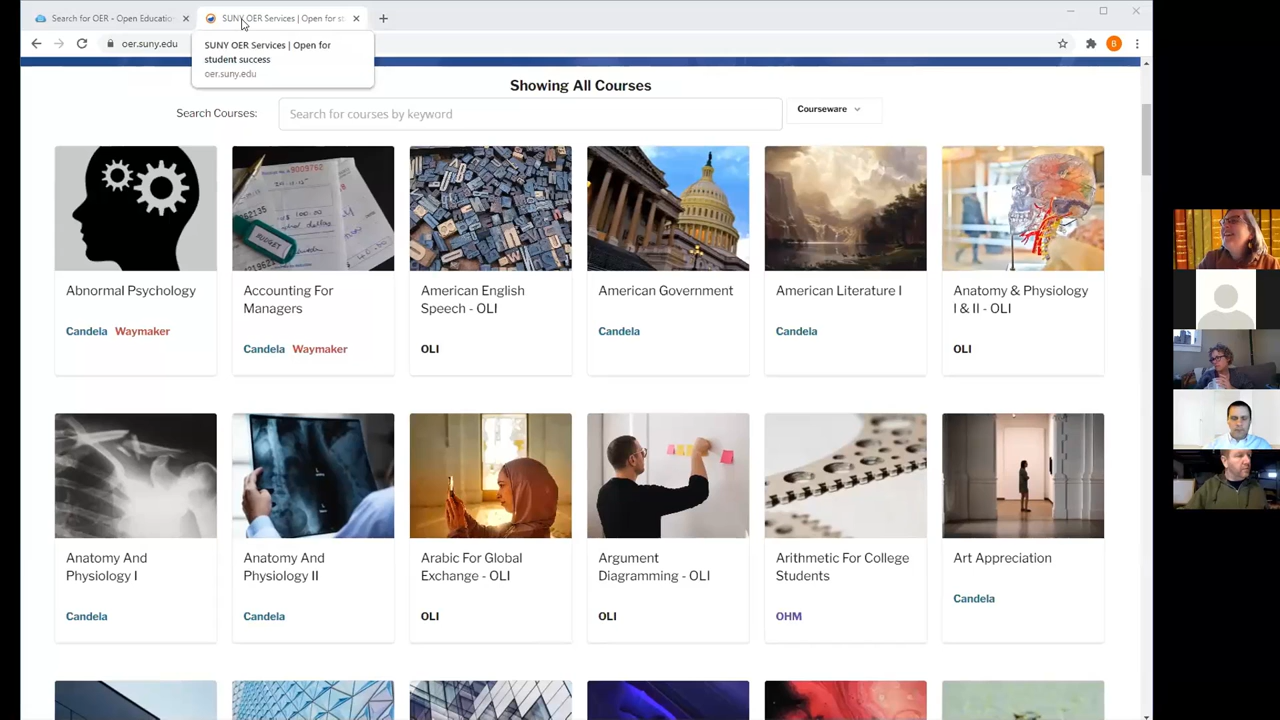 Search for OER - Open Educatio
SUNY OER Services | Open for st
oer.suny.edu
B
SUNY OER Services | Open for
student success
oer.suny.edu
Showing All Courses
Search Courses:
Search for courses by keyword
Courseware
Abnormal Psychology
Candela Waymaker
Accounting For
Managers
Candela Waymaker
American English
Speech - OLI
OLI
American Government
Candela
American Literature I
Candela
Anatomy & Physiology
I & II - OLI
OLI
Anatomy And
Physiology I
Candela
Anatomy And
Physiology II
Candela
Arabic For Global
Exchange - OLI
OLI
Argument
Diagramming - OLI
OLI
Arithmetic For College
Students
OHM
Art Appreciation
Candela